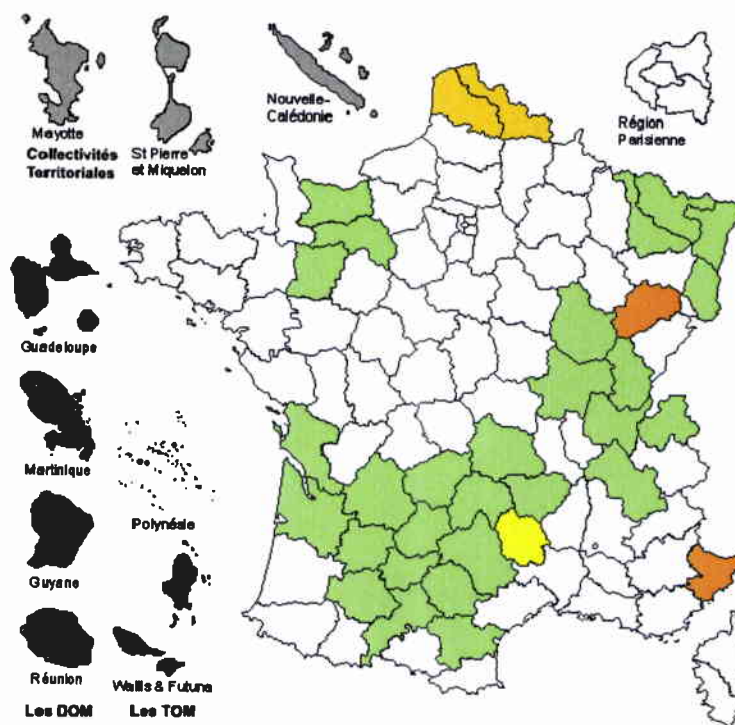 Mayotte
Collectivités
Territoriales
St Pierre
et Miquelon
Nouvelle-
Calédonie
Région
Parisienne
Guadeloupe
Martinique
Polynésie
Guyane
Réunion
Wallis & Futuna
Les DOM
Les TOM